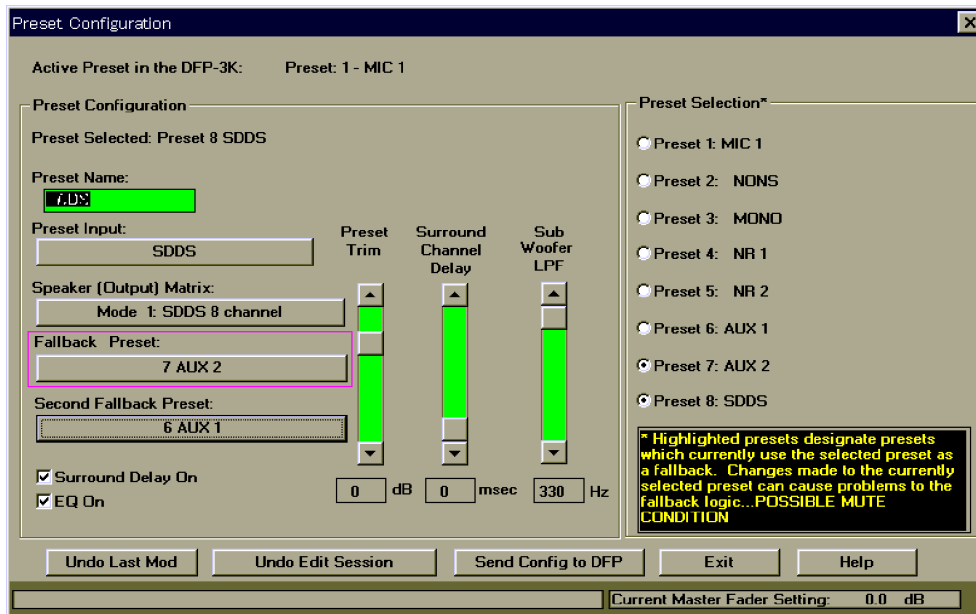 Preset Configuration
Active Preset in the DFP-3K: Preset: 1 - MIC 1
Preset Configuration
Preset Selected: Preset 8 SDDS
Preset Name:
Preset Input:
SDDS
Speaker (Output) Matrix:
Mode 1: SDDS 8 channel
Fallback Preset:
7 AUX 2
Second Fallback Preset:
6 AUX 1
Surround Delay On
EQ On
Preset
Trim
0 dB
Surround
Channel
Delay
0 msec
Sub
Woofer
LPF
330 Hz
Preset Selection*
Preset 1: MIC 1
Preset 2: NONS
Preset 3: MONO
Preset 4: NR 1
Preset 5: NR 2
Preset 6: AUX 1
Preset 7: AUX 2
Preset 8: SDDS
* Highlighted presets designate presets
which currently use the selected preset as
a fallback. Changes made to the currently
selected preset can cause problems to the
fallback logic...POSSIBLE MUTE
CONDITION
Undo Last Mod
Undo Edit Session
Send Config to DFP
Exit
Help
Current Master Fader Setting: 0.0 dB